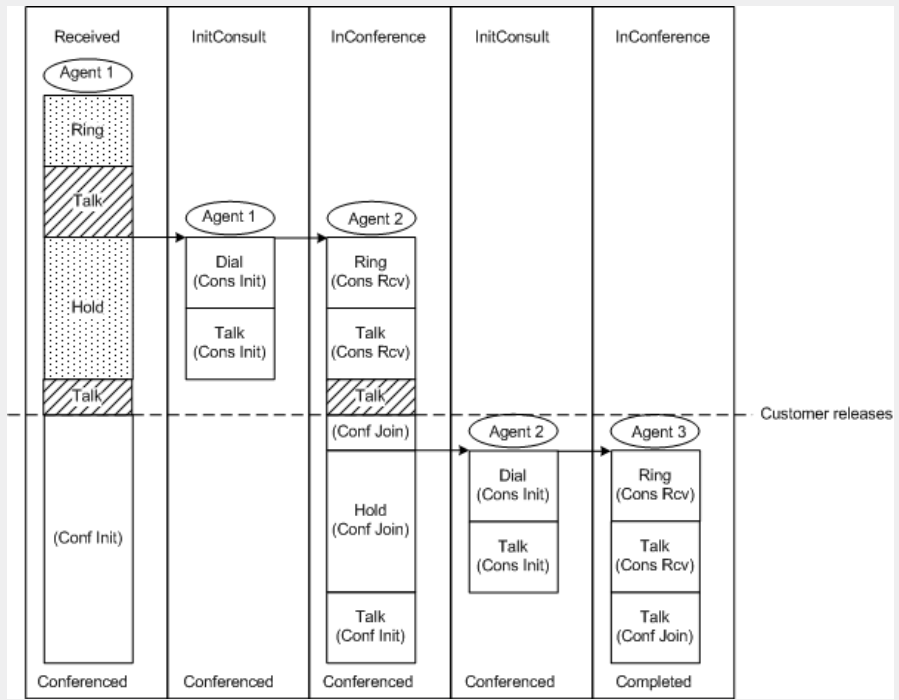 Received
InitConsult
InConference
InitConsult
InConference
Agent 1
Ring
Talk
Hold
Talk
(Conf Init)
Agent 1
Dial
(Cons Init)
Talk
(Cons Init)
Agent 2
Ring
(Cons Rcv)
Talk
(Cons Rcv)
Talk
(Conf Join)
Hold
(Conf Join)
Talk
(Conf Init)
Agent 2
Dial
(Cons Init)
Talk
(Cons Init)
Agent 3
Ring
(Cons Rcv)
Talk
(Cons Rcv)
Talk
(Conf Join)
Customer releases
Conferenced
Conferenced
Conferenced
Conferenced
Completed